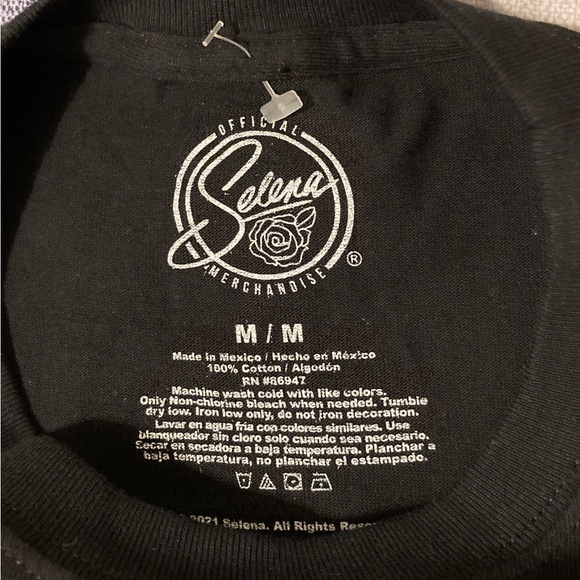 OFFICIAL
Selena
MERCHANDISE ®
M / M
Made in Mexico / Hecho en México
100% Cotton / Algodón
RN #86947
Machine wash cold with like colors.
Only Non-chlorine bleach when needed. Tumble
dry low. Iron low only, do not iron decoration.
Lavar en agua fria con colores similares. Use
blanqueador sin cloro solo cuando sea necesario.
Secar en secadora a baja temperatura. Planchar a
baja temperatura, no planchar el estampado.
2021 Selena. All Rights